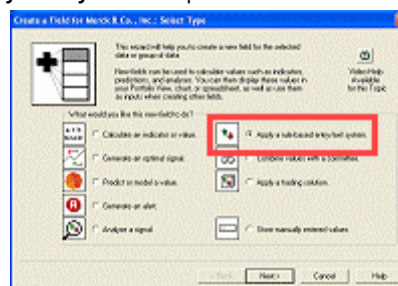 Create a Field for Merck & Co., Inc.: Select Type
This wizard will help you to create a new field for the selected
data or group of data.
New fields can be used to calculate values such as indicators,
predictions, and analyses. You can then display these values in
your Portfolio View, chart, or spreadsheet, as well as use them
as inputs when creating other fields.
Video Help
Available
for this Topic
What would you like this new field to do?
Calculate an indicator or value.
Apply a rule-based entry/exit system.
Generate an optimal signal.
Combine values with a committee.
Predict or model a value.
Apply a trading solution.
Generate an alert.
Analyze a signal.
Store manually entered values.
< Back
Next >
Cancel
Help